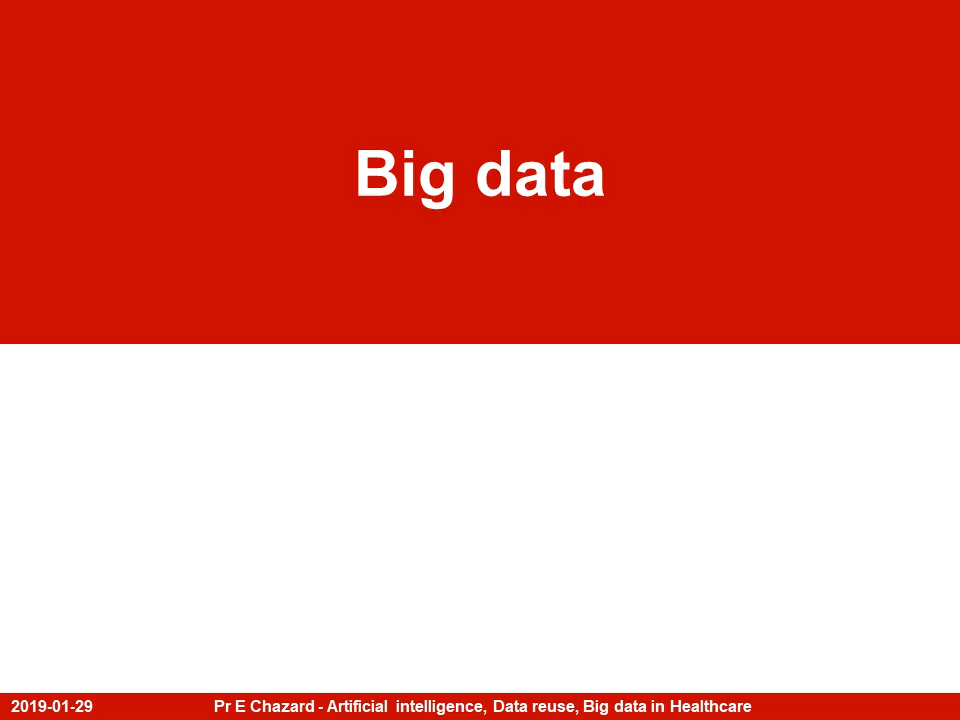 Big data
2019-01-29
Pr E Chazard - Artificial intelligence, Data reuse, Big data in Healthcare